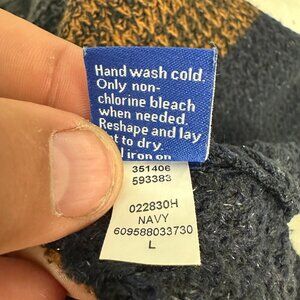 Hand wash cold.
Only non-
chlorine bleach
when needed.
Reshape and lay
to dry.
iron on
351406
593383
022830H
NAVY
609588033730
L